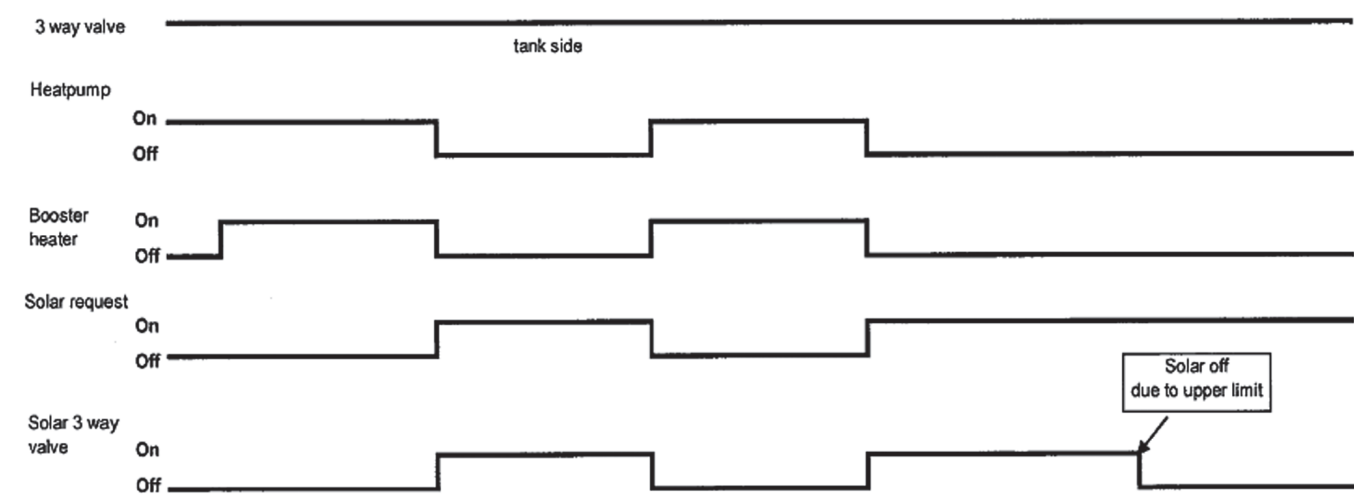 3 way valve
tank side
Heatpump
On
Off
Booster
heater
On
Off
Solar request
On
Off
Solar off
due to upper limit
Solar 3 way
valve
On
Off